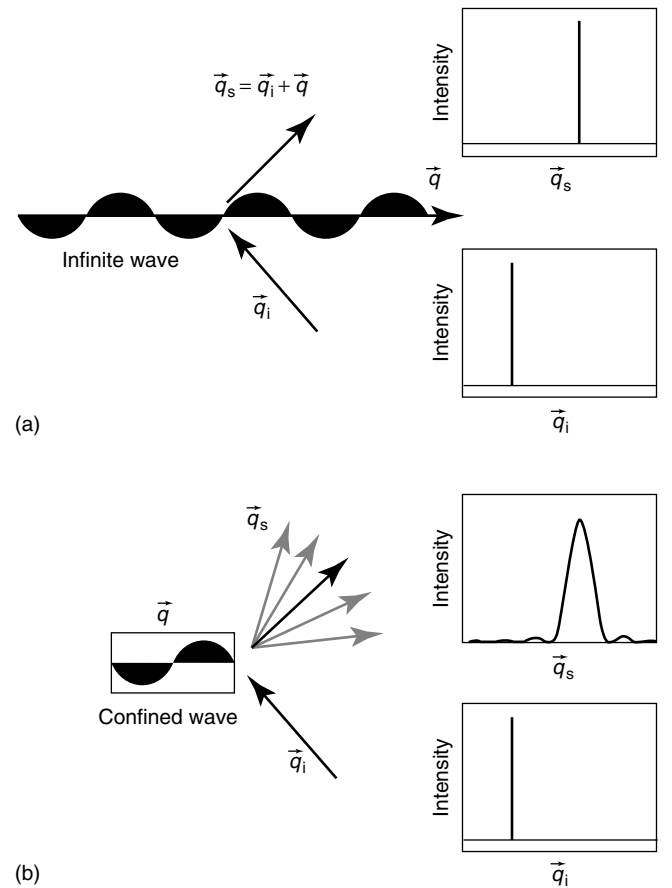 Intensity
q⃗s = q⃗i + q⃗
q⃗s
q⃗
Infinite wave
q⃗i
Intensity
q⃗i
(a)
q⃗s
Intensity
q⃗
q⃗s
Confined wave
q⃗i
Intensity
q⃗i
(b)